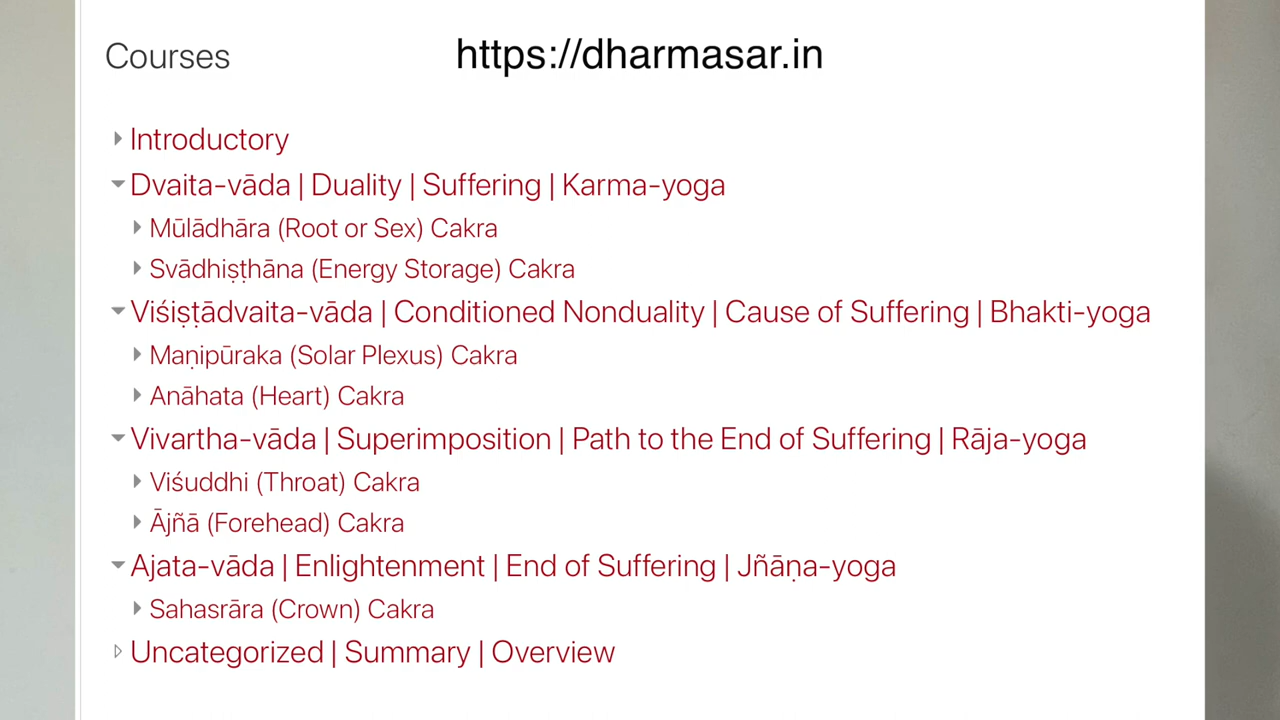 Courses
https://dharmasar.in
Introductory
Dvaita-vāda | Duality | Suffering | Karma-yoga
Mūlādhāra (Root or Sex) Cakra
Svādhiṣṭhāna (Energy Storage) Cakra
Viśiṣṭādvaita-vāda | Conditioned Nonduality | Cause of Suffering | Bhakti-yoga
Maṇipūraka (Solar Plexus) Cakra
Anāhata (Heart) Cakra
Vivartha-vāda | Superimposition | Path to the End of Suffering | Rāja-yoga
Viśuddhi (Throat) Cakra
Ājñā (Forehead) Cakra
Ajata-vāda | Enlightenment | End of Suffering | Jñāṇa-yoga
Sahasrāra (Crown) Cakra
Uncategorized | Summary | Overview